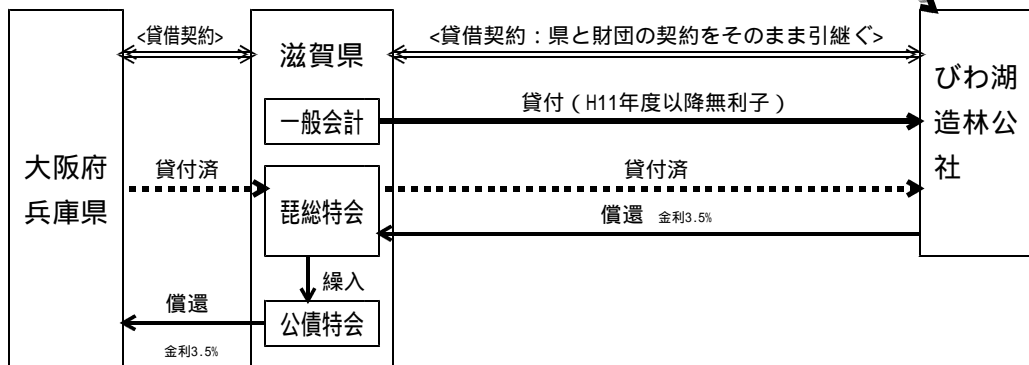 <貸借契約>
<貸借契約：県と財団の契約をそのまま引継ぐ>
滋賀県
びわ湖
造林公
社
貸付（H11年度以降無利子）
一般会計
大阪府
兵庫県
貸付済
貸付済
琵総特会
償還 金利3.5%
繰入
償還
公債特会
金利3.5%